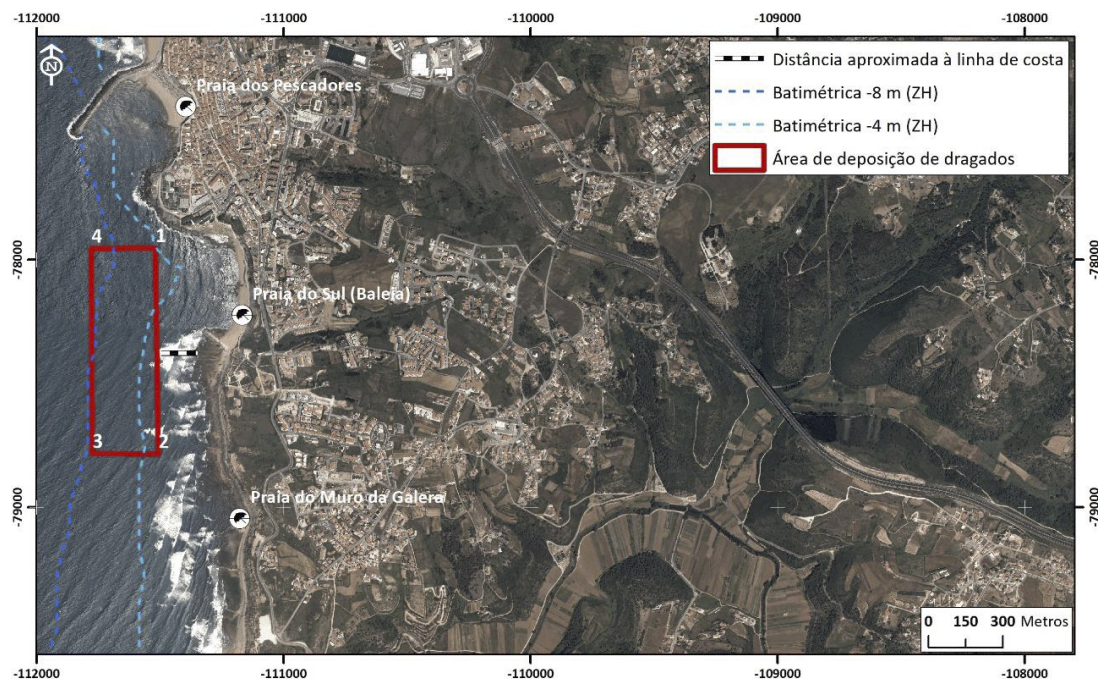 -112000 -111000 -110000 -109000 -108000
N
Distância aproximada à linha de costa
Batimétrica -8 m (ZH)
Batimétrica -4 m (ZH)
Área de deposição de dragados
Praia dos Pescadores
4 1
-78000 -78000
Praia do Sul (Baleia)
3 2
Praia do Muro da Galera
-79000 -79000
0 150 300 Metros
-112000 -111000 -110000 -109000 -108000